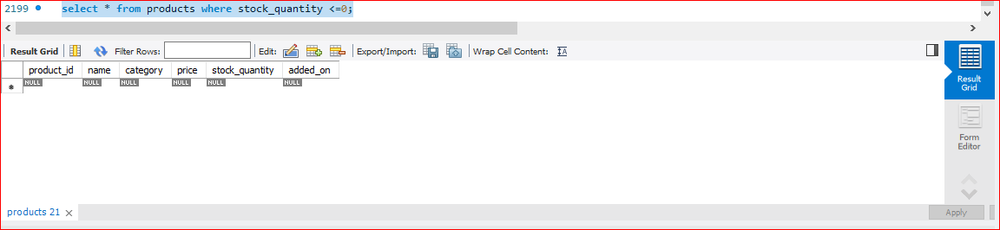 2199 select * from products where stock_quantity <=0;
Result Grid Filter Rows: Edit: Export/Import: Wrap Cell Content: IA
product_id name category price stock_quantity added_on
NULL NULL NULL NULL NULL NULL
Result
Grid
Form
Editor
products 21 Apply